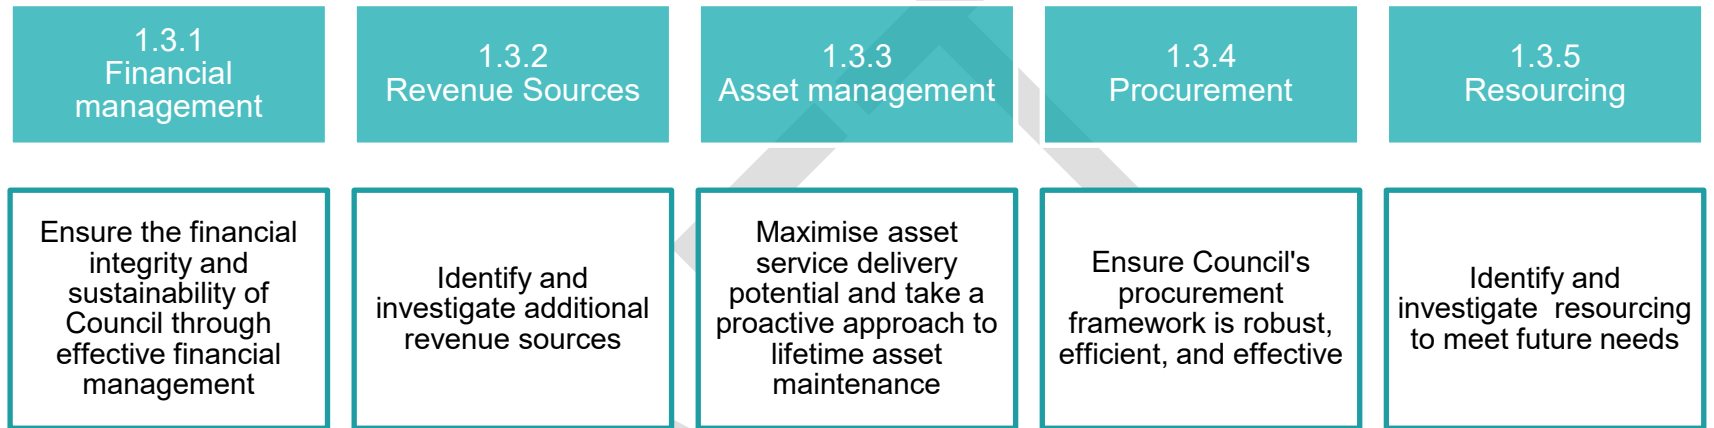 1.3.1
Financial
management
1.3.2
Revenue Sources
1.3.3
Asset management
1.3.4
Procurement
1.3.5
Resourcing
Ensure the financial
integrity and
sustainability of
Council through
effective financial
management
Identify and
investigate additional
revenue sources
Maximise asset
service delivery
potential and take a
proactive approach to
lifetime asset
maintenance
Ensure Council's
procurement
framework is robust,
efficient, and effective
Identify and
investigate resourcing
to meet future needs